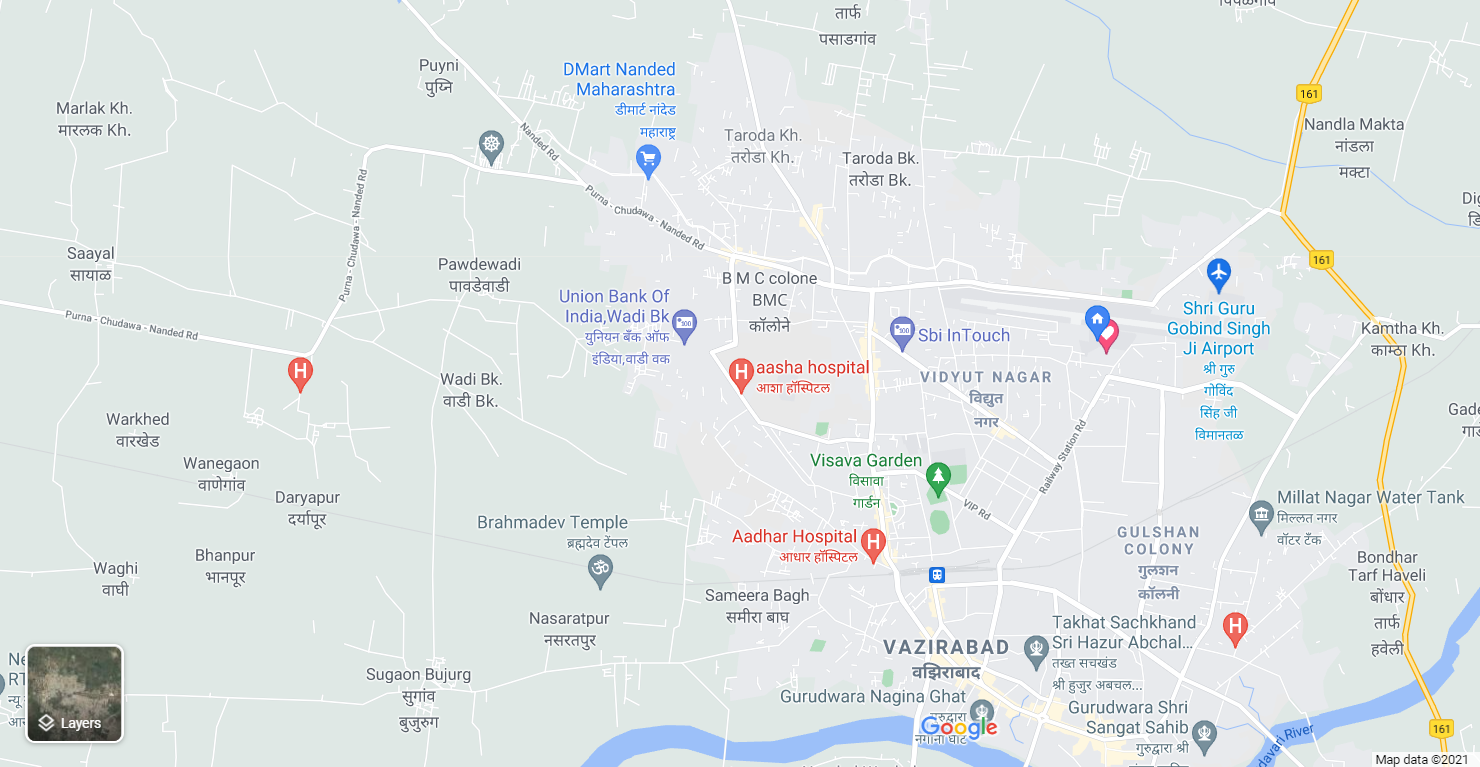 पिंपळगाव
तार्फ
पसाडगांव
Puyni
पुय्नि
DMart Nanded
Maharashtra
डीमार्ट नांदेड
महाराष्ट्र
161
Marlak Kh.
मारलक Kh.
Nanded Rd
Taroda Kh.
तरोडा Kh.
Taroda Bk.
तरोडा Bk.
Nandla Makta
नांडला
मक्टा
Purna - Chudawa - Nanded Rd
Purna - Chudawa - Nanded Rd
Saayal
सायाळ
Pawdewadi
पावडेवाडी
B M C colone
BMC
कॉलोने
161
Union Bank Of
India,Wadi Bk
युनियन बँक ऑफ
इंडिया,वाडी वक
Sbi InTouch
Shri Guru
Gobind Singh
Ji Airport
श्री गुरु
गोविंद
सिंह जी
विमानतळ
Purna - Chudawa - Nanded Rd
Kamtha Kh.
काम्ठा Kh.
H
H
aasha hospital
आशा हॉस्पिटल
VIDYUT NAGAR
विद्युत
नगर
Wadi Bk.
वाडी Bk.
Warkhed
वारखेड
Wanegaon
वाणेगांव
Visava Garden
विसावा
गार्डन
Railway Station Rd
VIP Rd
Daryapur
दर्यापूर
Millat Nagar Water Tank
मिल्लत नगर
वॉटर टँक
Brahmadev Temple
ब्रह्मदेव टेंपल
Aadhar Hospital
आधार हॉस्पिटल
H
GULSHAN
COLONY
गुलशन
कॉलनी
Bhanpur
भानपूर
Waghi
वाघी
Bondhar
Tarf Haveli
बोंधार
तार्फ
हवेली
Sameera Bagh
समीरा बाघ
Nasaratpur
नसरतपुर
H
Takhat Sachkhand
Sri Hazur Abchal...
तख्त सचखंड
श्री हुजुर अबचल...
VAZIRABAD
वझिराबाद
Sugaon Bujurg
सुगांव
बुजुरुग
Gurudwara Nagina Ghat
गुरुद्वारा
नगीना घाट
Gurudwara Shri
Sangat Sahib
गुरुद्वारा श्री
Layers
Google
161
Map data ©2021